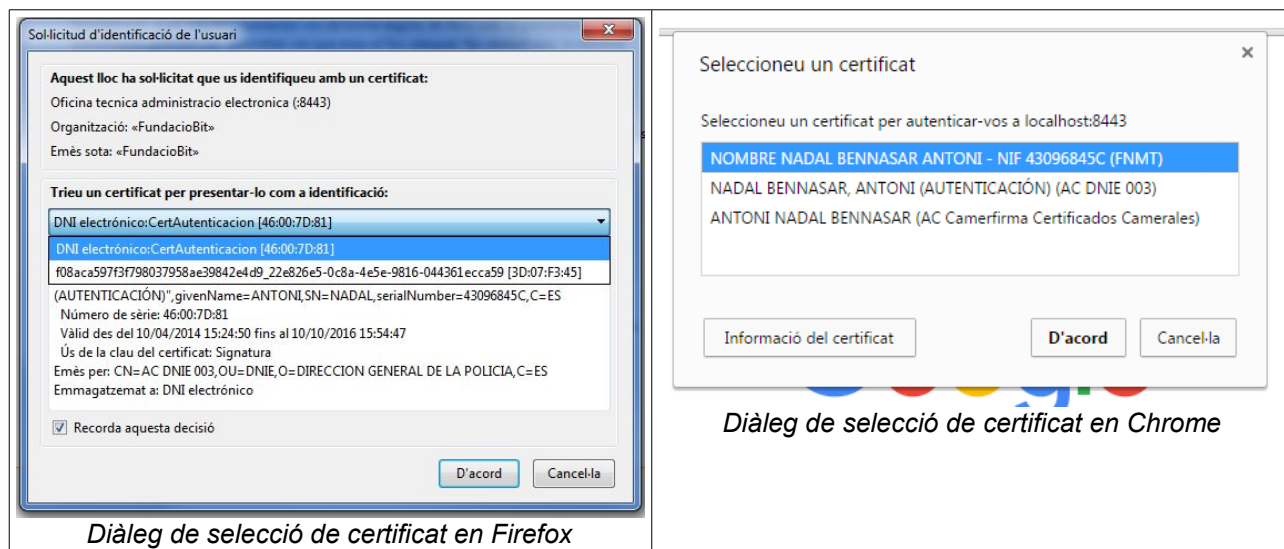 Sol·licitud d'identificació de l'usuari
Aquest lloc ha sol·licitat que us identifiqueu amb un certificat:
Oficina tecnica administracio electronica (:8443)
Organització: «FundacioBit»
Emès sota: «FundacioBit»
Trieu un certificat per presentar-lo com a identificació:
DNI electrónico:CertAutenticacion [46:00:7D:81]
DNI electrónico:CertAutenticacion [46:00:7D:81]
f08aca597f3f798037958ae39842e4d9_22e826e5-0c8a-4e5e-9816-044361ecca59 [3D:07:F3:45]
(AUTENTICACIÓN)",givenName=ANTONI,SN=NADAL,serialNumber=43096845C,C=ES
Número de sèrie: 46:00:7D:81
Vàlid des del 10/04/2014 15:24:50 fins al 10/10/2016 15:54:47
Ús de la clau del certificat: Signatura
Emès per: CN=AC DNIE 003,OU=DNIE,O=DIRECCION GENERAL DE LA POLICIA,C=ES
Emmagatzemat a: DNI electrónico
Recorda aquesta decisió
D'acord Cancel·la
Diàleg de selecció de certificat en Firefox
Seleccioneu un certificat
Seleccioneu un certificat per autenticar-vos a localhost:8443
NOMBRE NADAL BENNASAR ANTONI - NIF 43096845C (FNMT)
NADAL BENNASAR, ANTONI (AUTENTICACIÓN) (AC DNIE 003)
ANTONI NADAL BENNASAR (AC Camerfirma Certificados Camerales)
Informació del certificat D'acord Cancel·la
Diàleg de selecció de certificat en Chrome